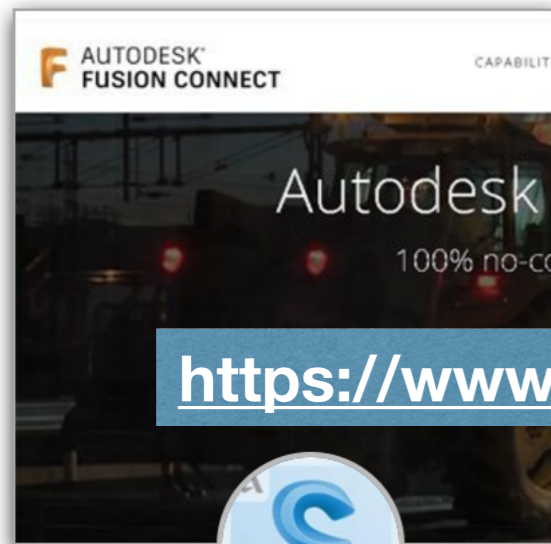 AUTODESK®
FUSION CONNECT
CAPABILIT
Autodesk
100% no-co
https://www